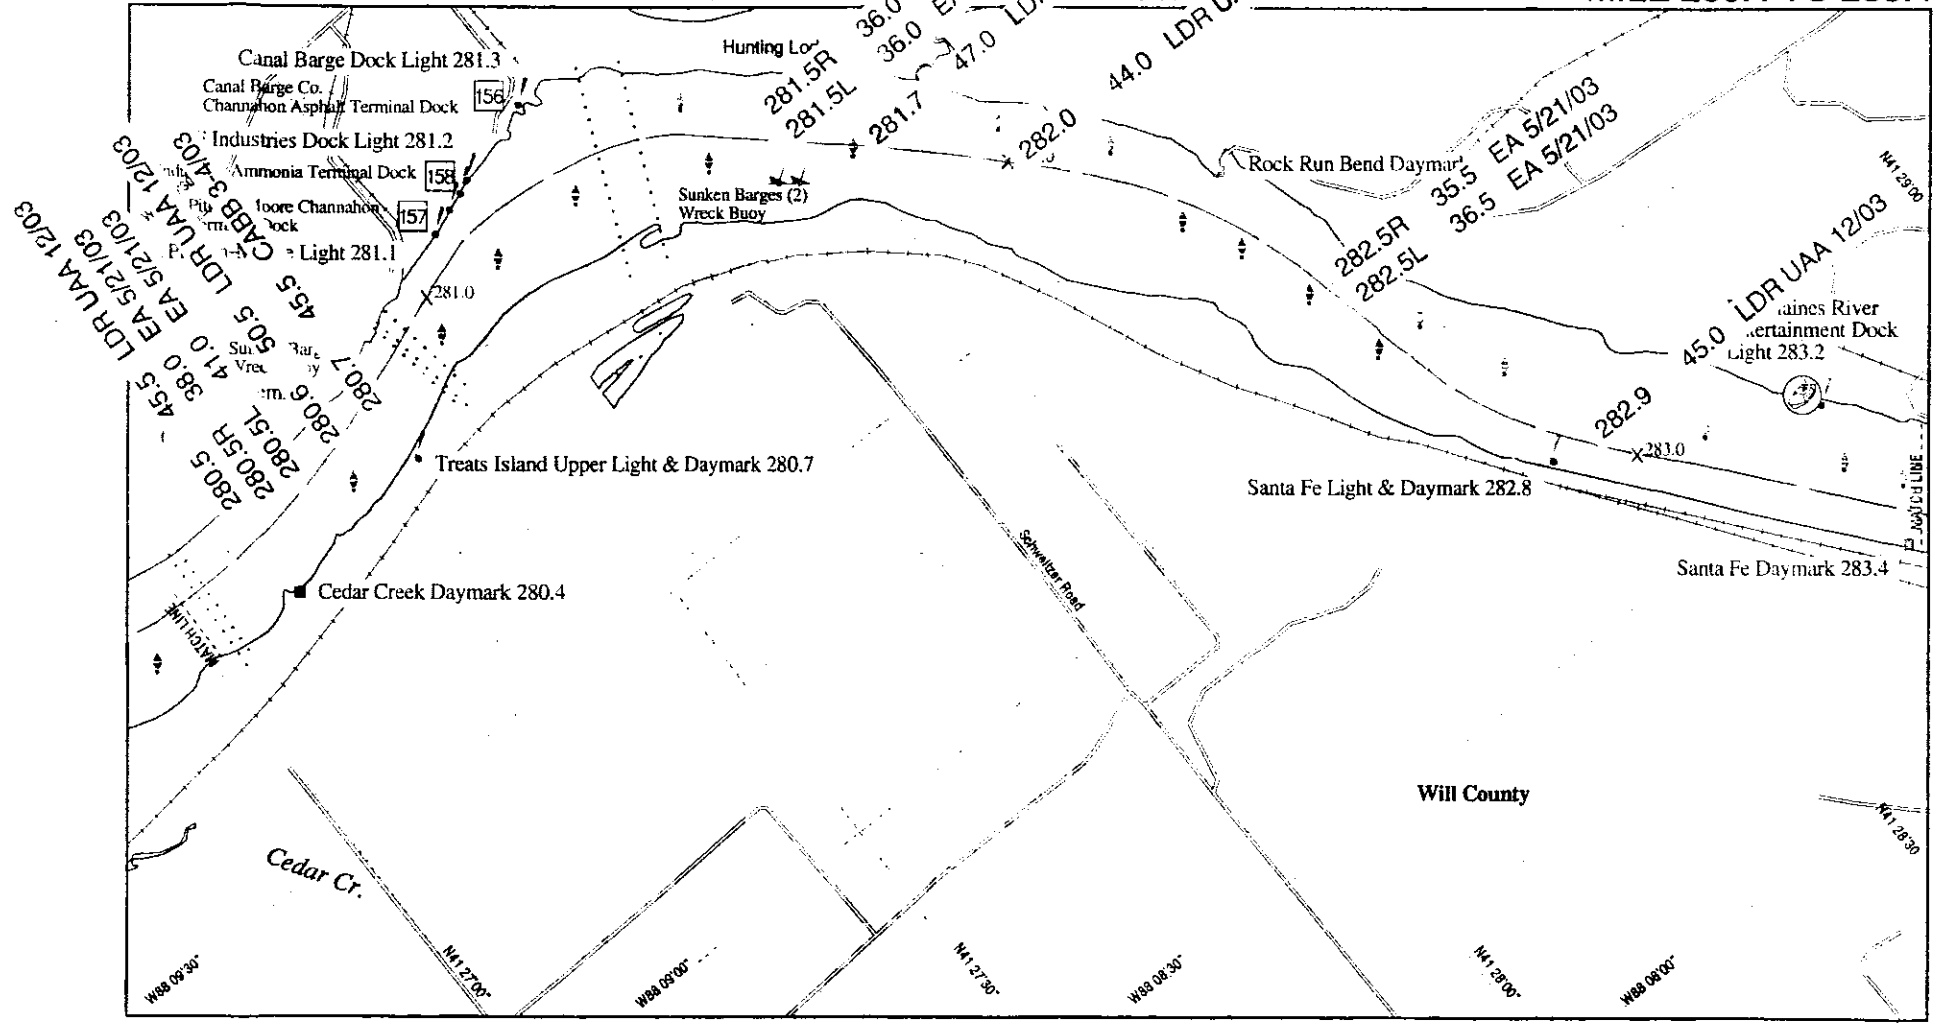 Canal Barge Dock Light 281.3
Canal Barge Co.
Channahon Asphalt Terminal Dock
156
Industries Dock Light 281.2
Ammonia Terminal Dock
158
Channahon
157
Dock
Light 281.1
281.0
280.5 45.5 LDR UAA 12/03
280.5R 38.0 EA 5/21/03
280.5L 41.0 EA 5/21/03
280.6 50.5 LDR UAA 12/03
280.7 45.5 CABB 3-4/03
Hunting
281.5R 36.0
281.5L 36.0
281.7 47.0
282.0 44.0 LDR
Sunken Barges (2)
Wreck Buoy
Rock Run Bend Daymark
282.5R 35.5 EA 5/21/03
282.5L 36.5 EA 5/21/03
282.9 45.0 LDR UAA 12/03
N41 29'00
River
Dock
Light 283.2
283.0
MATCH LINE
Treats Island Upper Light & Daymark 280.7
Santa Fe Light & Daymark 282.8
Santa Fe Daymark 283.4
Cedar Creek Daymark 280.4
MATCH LINE
Schweitzer Road
Will County
N41 28'30
Cedar Cr.
W88 09'30"
N41 27'00"
W88 09'00"
N41 27'30"
W88 08'30"
N41 28'00"
W88 08'00"